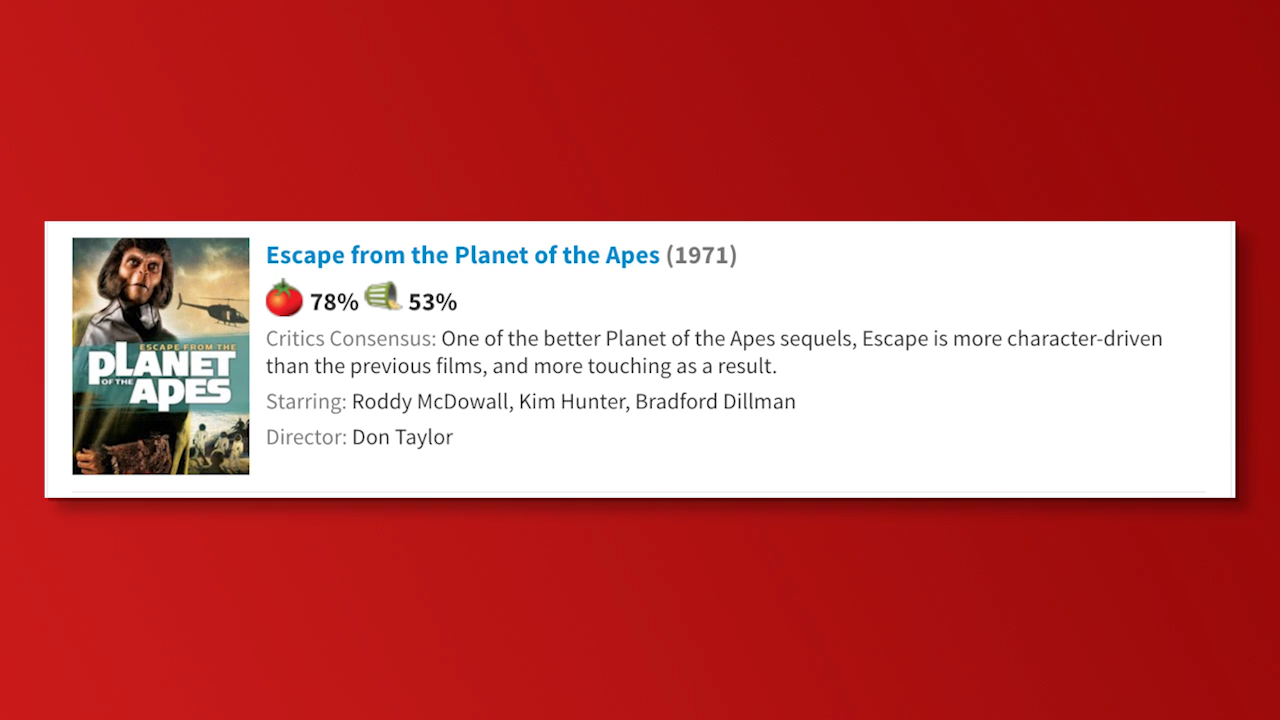 Escape from the Planet of the Apes (1971)
78% 53%
Critics Consensus: One of the better Planet of the Apes sequels, Escape is more character-driven
than the previous films, and more touching as a result.
Starring: Roddy McDowall, Kim Hunter, Bradford Dillman
Director: Don Taylor
ESCAPE FROM THE
PLANET
OF THE
APES